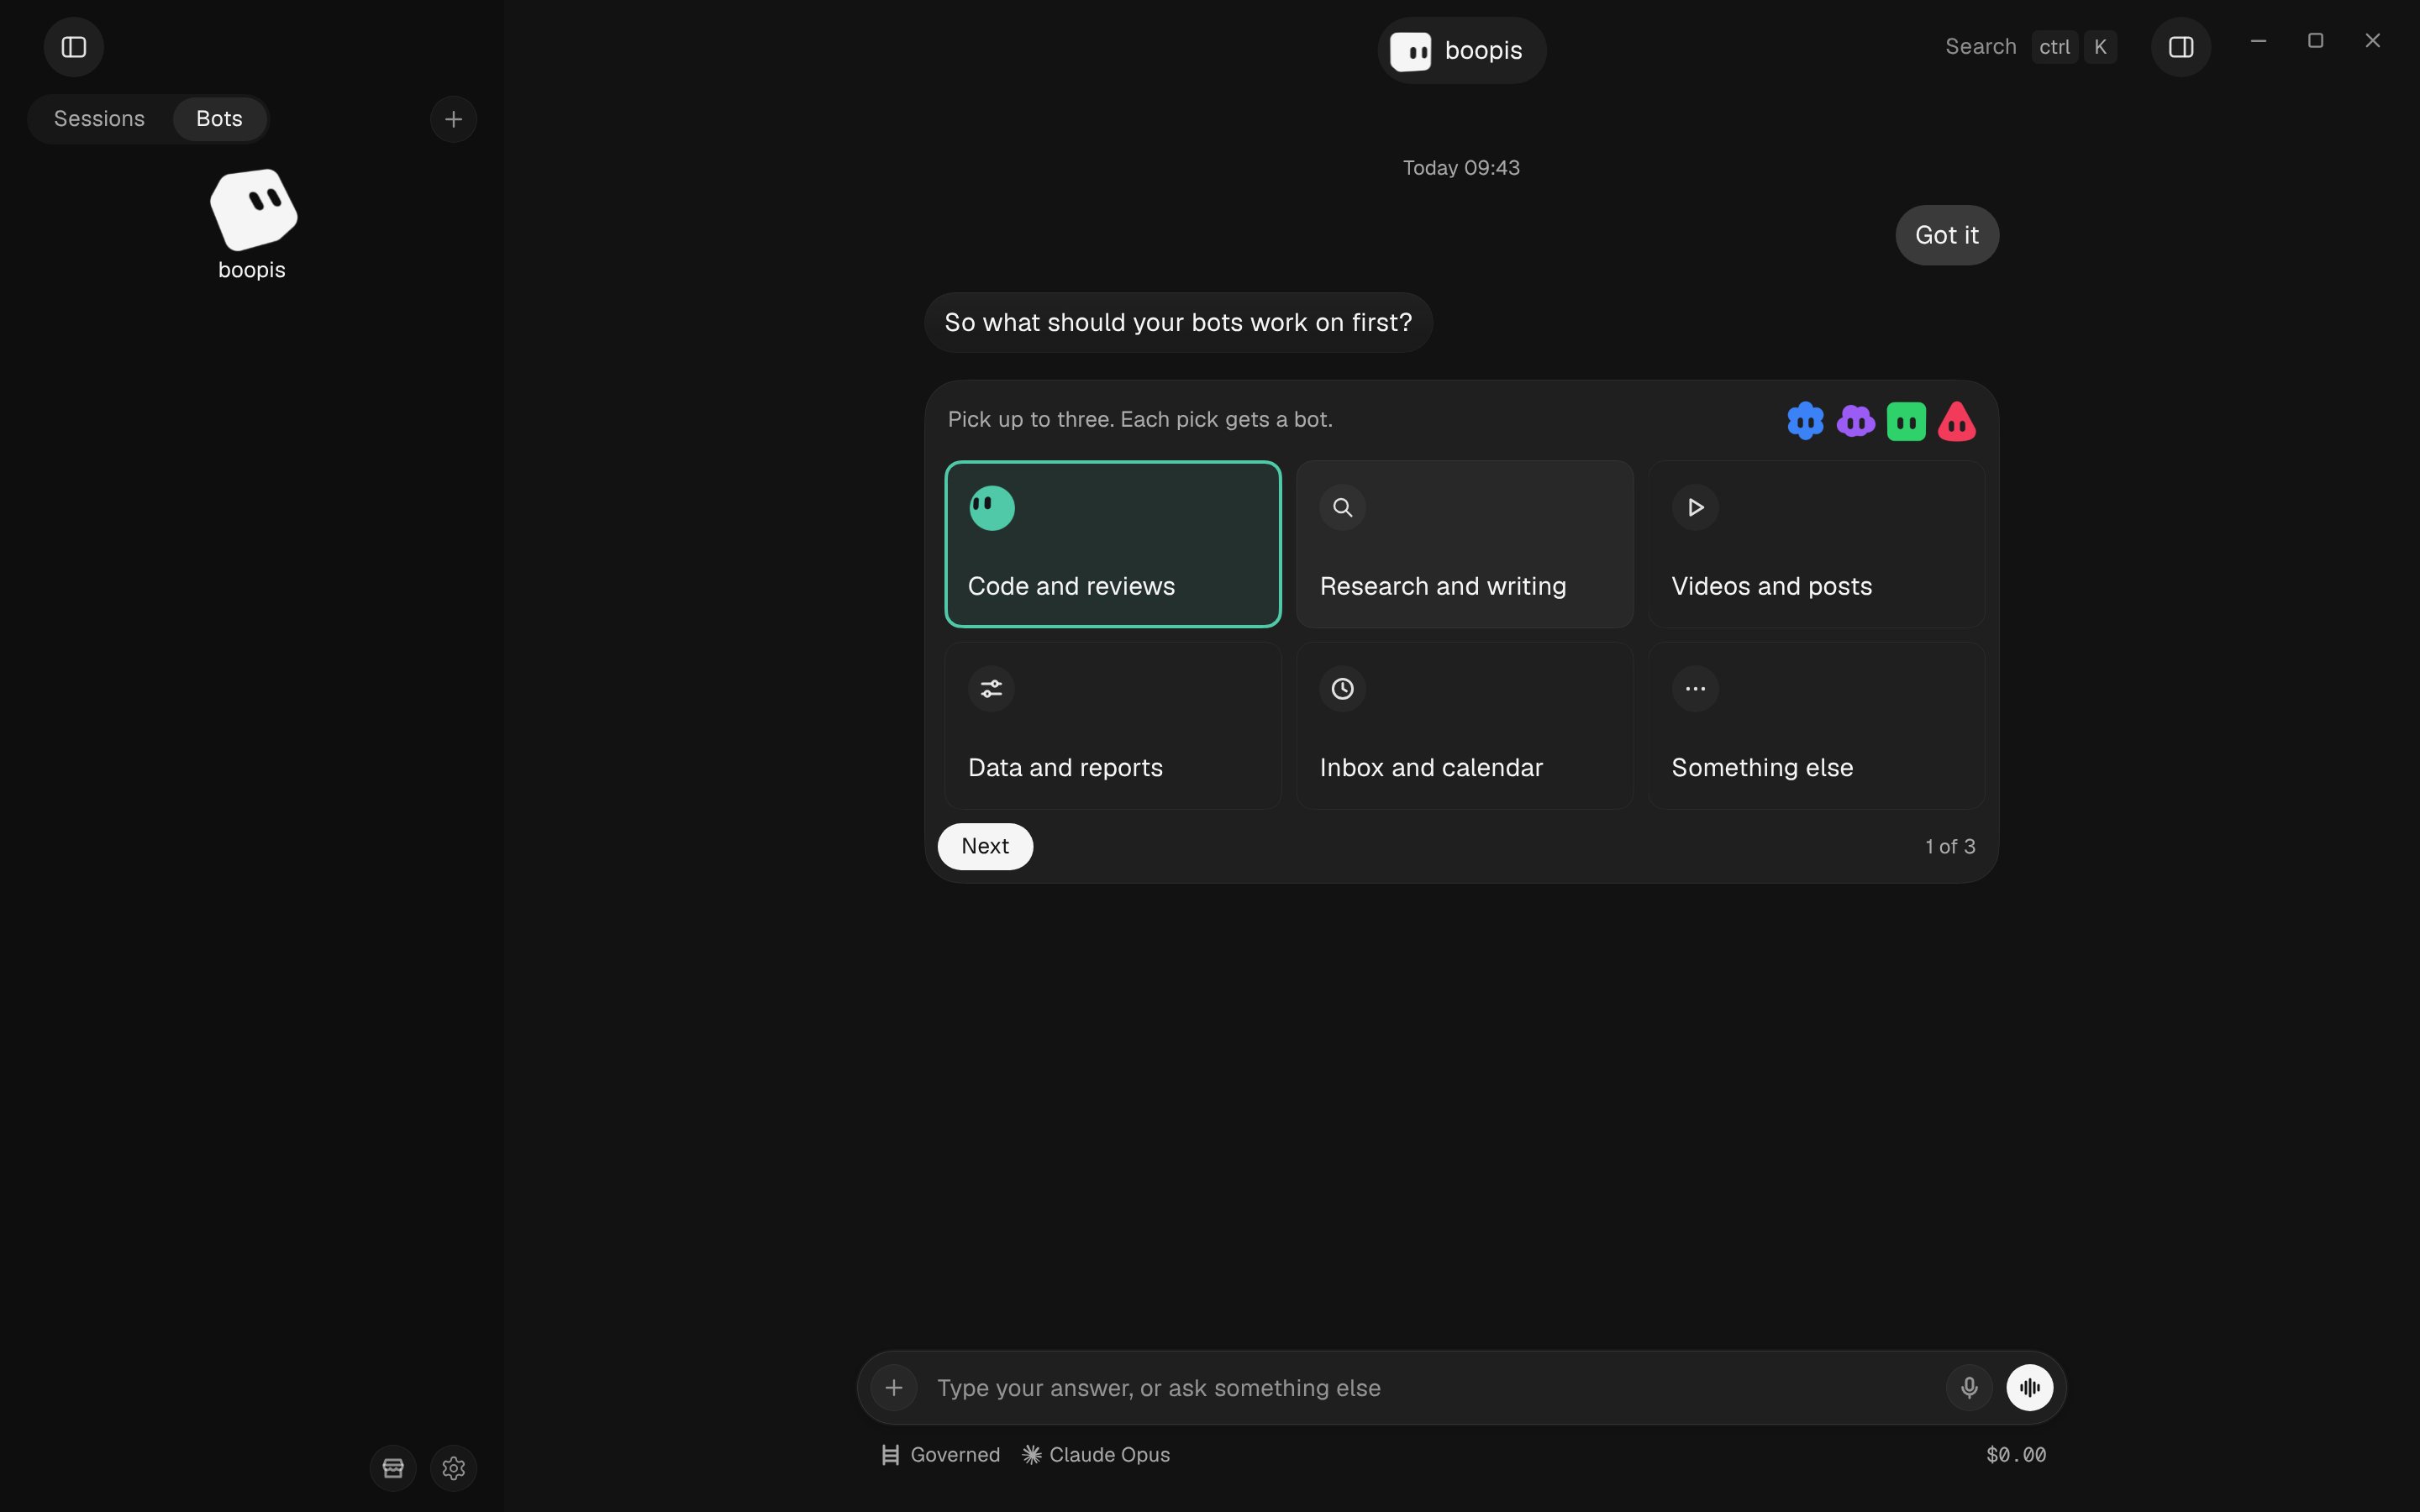 boopis
Search ctrl K
Sessions
Bots
boopis
Today 09:43
Got it
So what should your bots work on first?
Pick up to three. Each pick gets a bot.
Code and reviews
Research and writing
Videos and posts
Data and reports
Inbox and calendar
Something else
Next
1 of 3
Type your answer, or ask something else
Governed
Claude Opus
$0.00